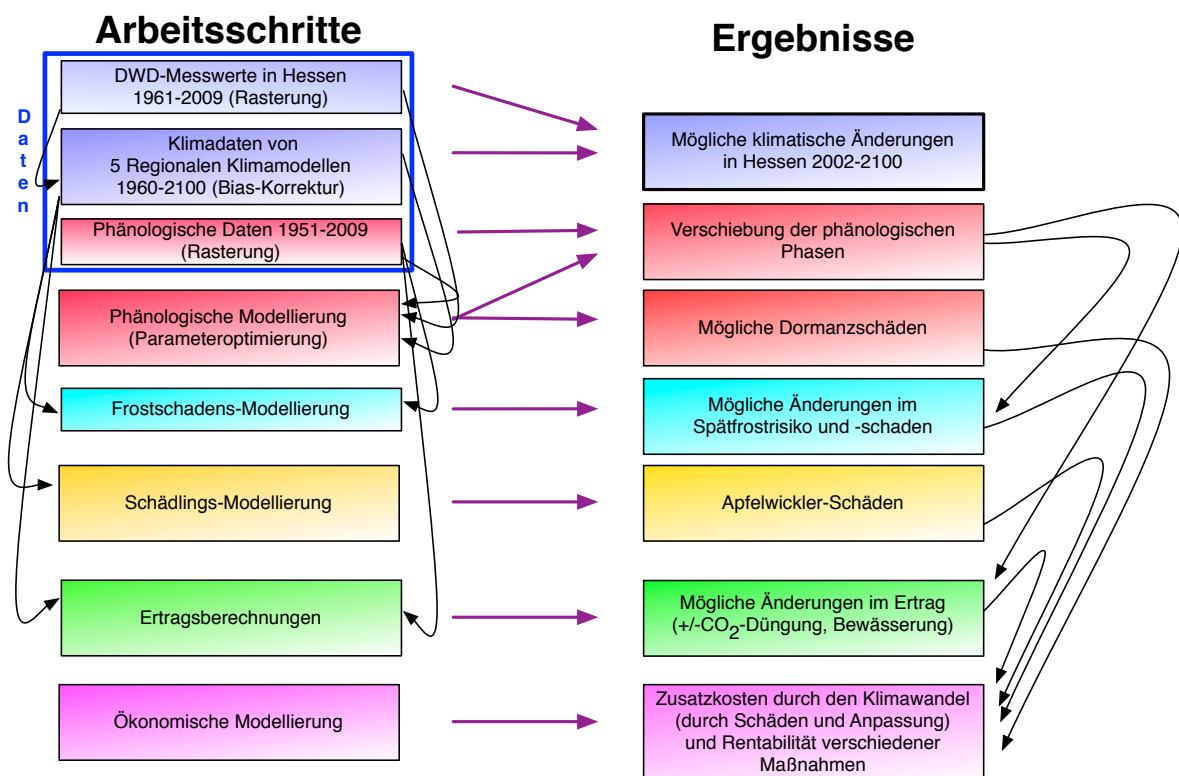 Arbeitsschritte
Daten
DWD-Messwerte in Hessen
1961-2009 (Rasterung)
Klimadaten von
5 Regionalen Klimamodellen
1960-2100 (Bias-Korrektur)
Phänologische Daten 1951-2009
(Rasterung)
Phänologische Modellierung
(Parameteroptimierung)
Frostschadens-Modellierung
Schädlings-Modellierung
Ertragsberechnungen
Ökonomische Modellierung
Ergebnisse
Mögliche klimatische Änderungen
in Hessen 2002-2100
Verschiebung der phänologischen
Phasen
Mögliche Dormanzschäden
Mögliche Änderungen im
Spätfrostrisiko und -schaden
Apfelwickler-Schäden
Mögliche Änderungen im Ertrag
(+/-CO2-Düngung, Bewässerung)
Zusatzkosten durch den Klimawandel
(durch Schäden und Anpassung)
und Rentabilität verschiedener
Maßnahmen